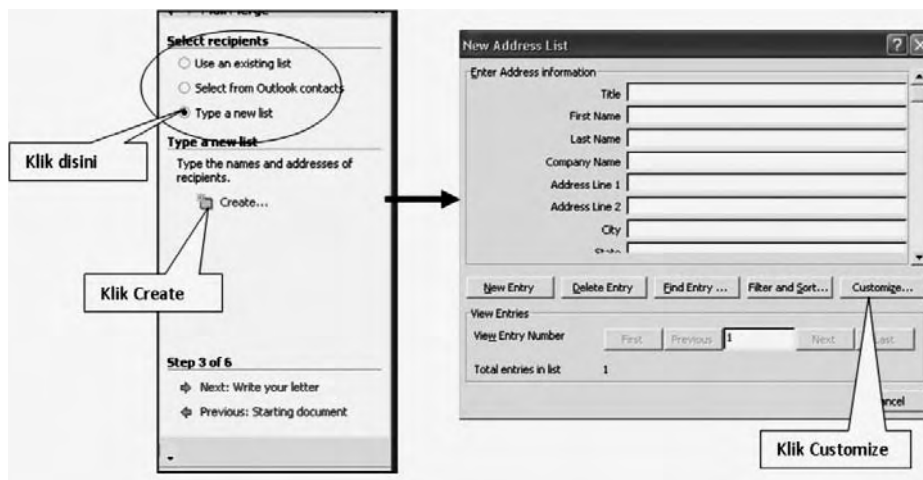 Mail Merge
Select recipients
Use an existing list
Select from Outlook contacts
Type a new list
Klik disini
Type a new list
Type the names and addresses of
recipients.
Create...
Klik Create
Step 3 of 6
Next: Write your letter
Previous: Starting document
New Address List
Enter Address information
Title
First Name
Last Name
Company Name
Address Line 1
Address Line 2
City
New Entry
Delete Entry
Find Entry ...
Filter and Sort...
Customize...
View Entries
View Entry Number
First
Previous
1
Next
Total entries in list
1
Klik Customize